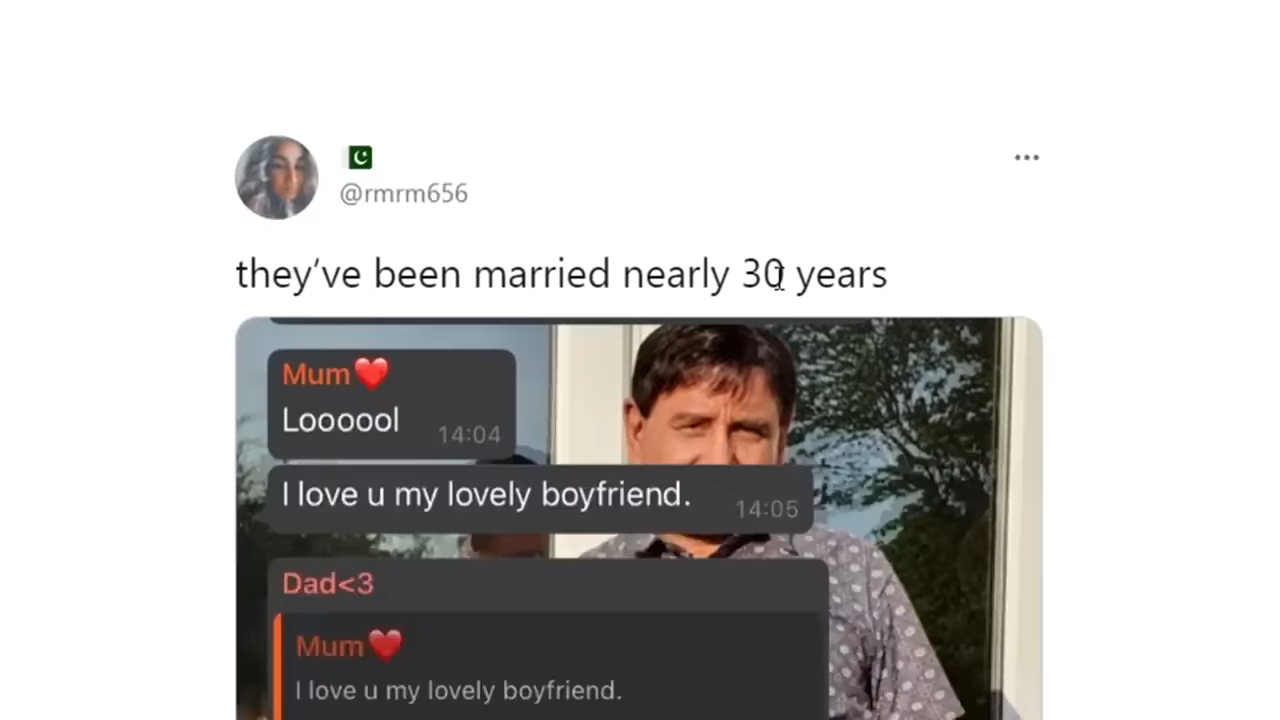 @rmrm656
they’ve been married nearly 30 years
Mum❤️
Loooool 14:04
I love u my lovely boyfriend. 14:05
Dad<3
Mum❤️
I love u my lovely boyfriend.